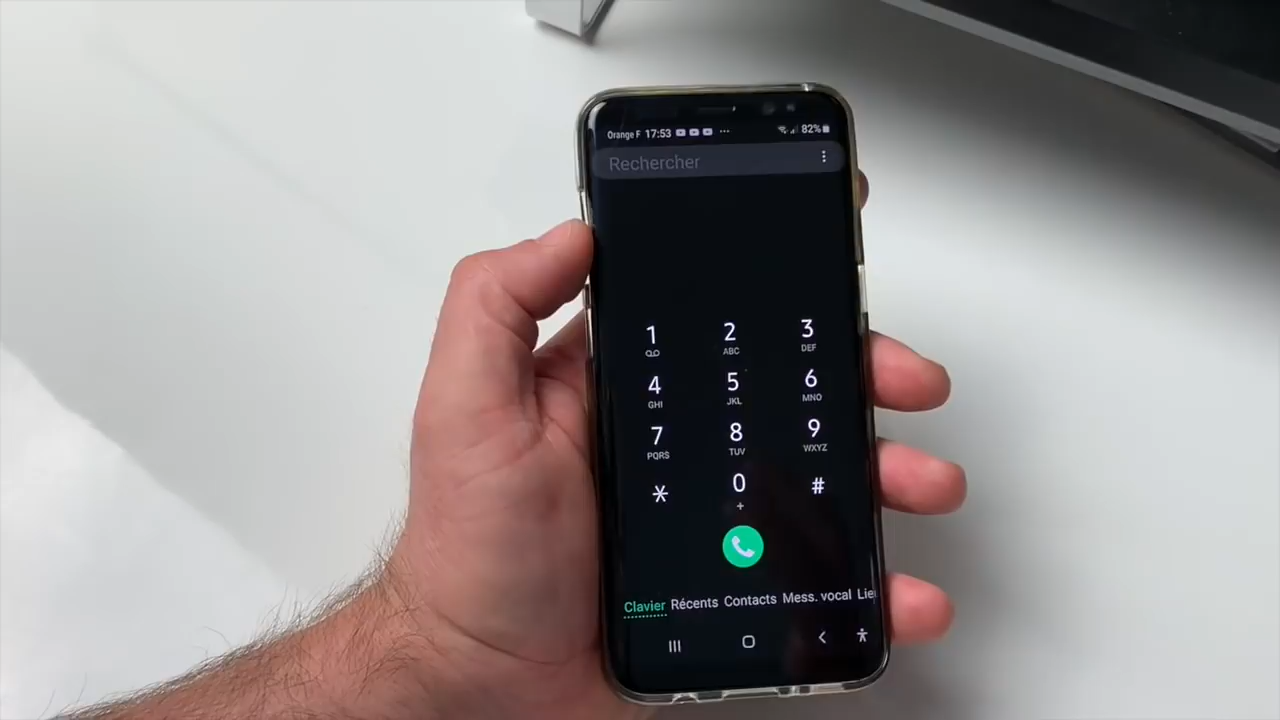 Orange F 17:53 82%
Rechercher
1 2 3
ABC DEF
4 5 6
GHI JKL MNO
7 8 9
PQRS TUV WXYZ
* 0 #
+
Clavier Récents Contacts Mess. vocal Lie